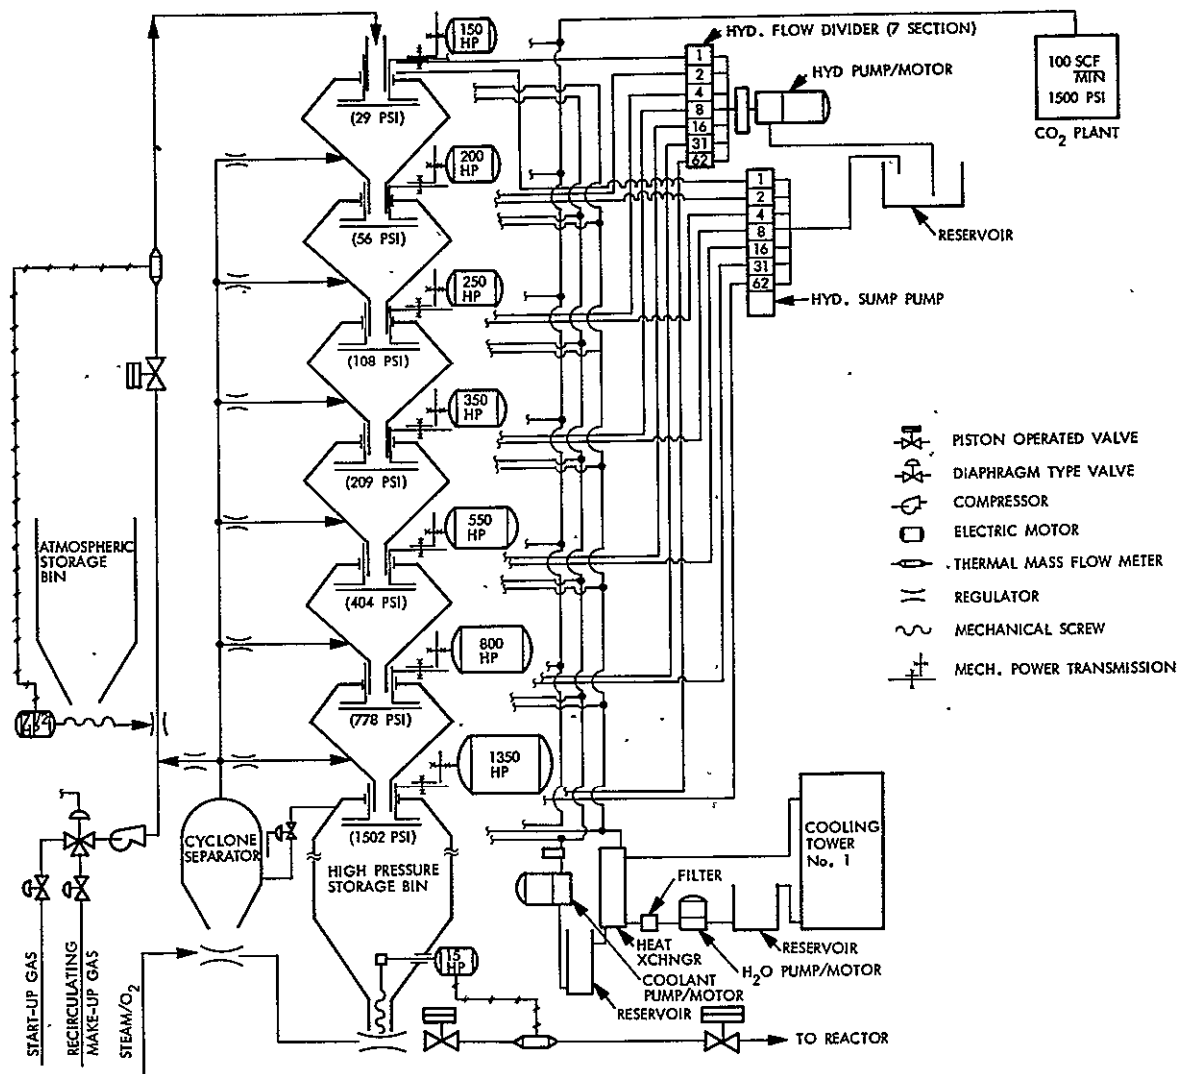 150
HP
HYD. FLOW DIVIDER (7 SECTION)
HYD PUMP/MOTOR
1
2
4
8
16
31
62
100 SCF
MIN
1500 PSI
CO2 PLANT
(29 PSI)
200
HP
1
2
4
8
16
31
62
RESERVOIR
HYD. SUMP PUMP
(56 PSI)
250
HP
(108 PSI)
350
HP
(209 PSI)
550
HP
(404 PSI)
800
HP
(778 PSI)
1350
HP
(1502 PSI)
PISTON OPERATED VALVE
DIAPHRAGM TYPE VALVE
COMPRESSOR
ELECTRIC MOTOR
THERMAL MASS FLOW METER
REGULATOR
MECHANICAL SCREW
MECH. POWER TRANSMISSION
ATMOSPHERIC
STORAGE
BIN
CYCLONE
SEPARATOR
HIGH PRESSURE
STORAGE BIN
15
HP
COOLING
TOWER
No. 1
FILTER
RESERVOIR
H2O PUMP/MOTOR
HEAT
XCHNGR
COOLANT
PUMP/MOTOR
RESERVOIR
TO REACTOR
START-UP GAS
RECIRCULATING
MAKE-UP GAS
STEAM/O2